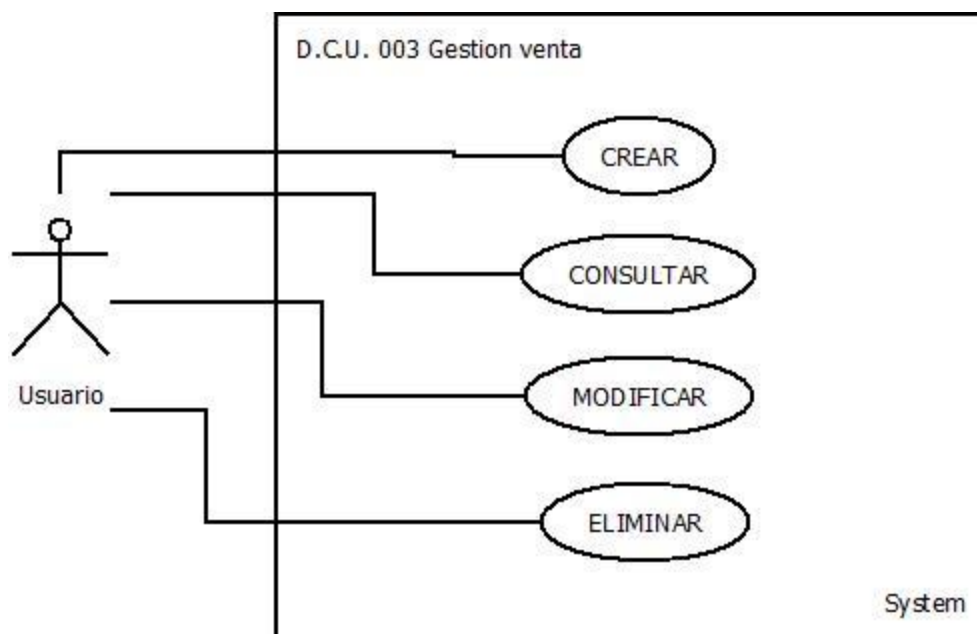 D.C.U. 003 Gestion venta
CREAR
CONSULTAR
MODIFICAR
Usuario
ELIMINAR
System